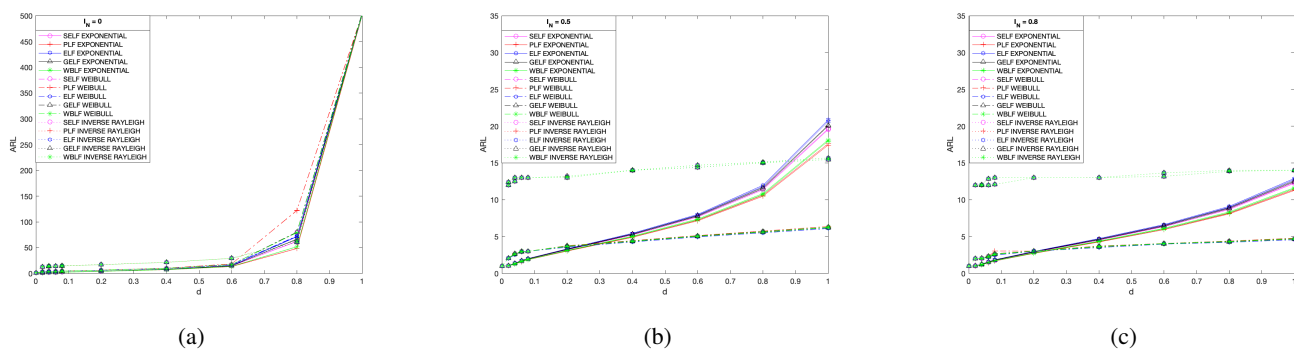 I_N = 0
SELF EXPONENTIAL
PLF EXPONENTIAL
ELF EXPONENTIAL
GELF EXPONENTIAL
WBLF EXPONENTIAL
SELF WEIBULL
PLF WEIBULL
ELF WEIBULL
GELF WEIBULL
WBLF WEIBULL
SELF INVERSE RAYLEIGH
PLF INVERSE RAYLEIGH
ELF INVERSE RAYLEIGH
GELF INVERSE RAYLEIGH
WBLF INVERSE RAYLEIGH
500
450
400
350
300
250
200
150
100
50
0
ARL
0 0.1 0.2 0.3 0.4 0.5 0.6 0.7 0.8 0.9 1
d
(a)
I_N = 0.5
SELF EXPONENTIAL
PLF EXPONENTIAL
ELF EXPONENTIAL
GELF EXPONENTIAL
WBLF EXPONENTIAL
SELF WEIBULL
PLF WEIBULL
ELF WEIBULL
GELF WEIBULL
WBLF WEIBULL
SELF INVERSE RAYLEIGH
PLF INVERSE RAYLEIGH
ELF INVERSE RAYLEIGH
GELF INVERSE RAYLEIGH
WBLF INVERSE RAYLEIGH
35
30
25
20
15
10
5
0
ARL
0 0.1 0.2 0.3 0.4 0.5 0.6 0.7 0.8 0.9 1
d
(b)
I_N = 0.8
SELF EXPONENTIAL
PLF EXPONENTIAL
ELF EXPONENTIAL
GELF EXPONENTIAL
WBLF EXPONENTIAL
SELF WEIBULL
PLF WEIBULL
ELF WEIBULL
GELF WEIBULL
WBLF WEIBULL
SELF INVERSE RAYLEIGH
PLF INVERSE RAYLEIGH
ELF INVERSE RAYLEIGH
GELF INVERSE RAYLEIGH
WBLF INVERSE RAYLEIGH
35
30
25
20
15
10
5
0
ARL
0 0.1 0.2 0.3 0.4 0.5 0.6 0.7 0.8 0.9 1
d
(c)